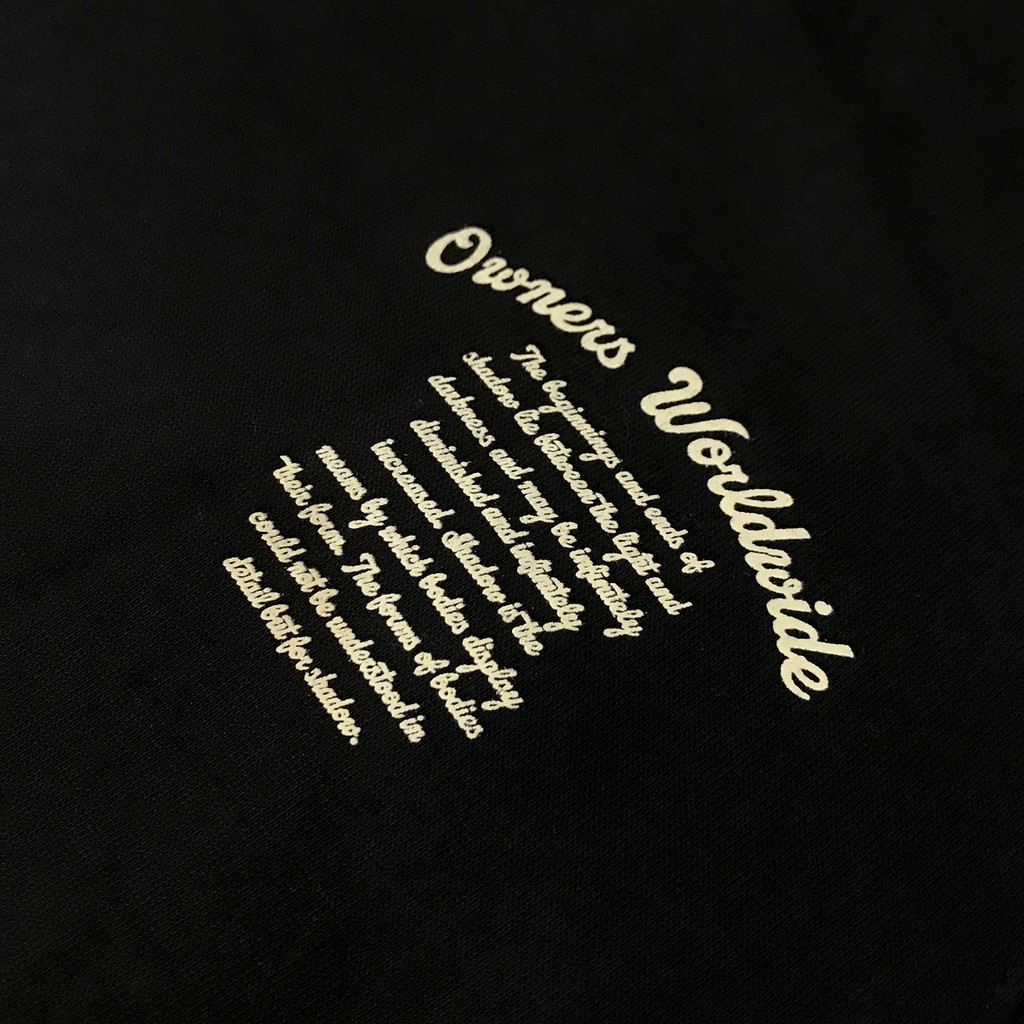 Owners Worldwide
The beginnings and ends of
shadow lie between the light and
darkness and may be infinately
diminished and infinately
increased. Shadow is the
means by which bodies display
their form. The forms of bodies
could not be understood in
detail but for shadow.